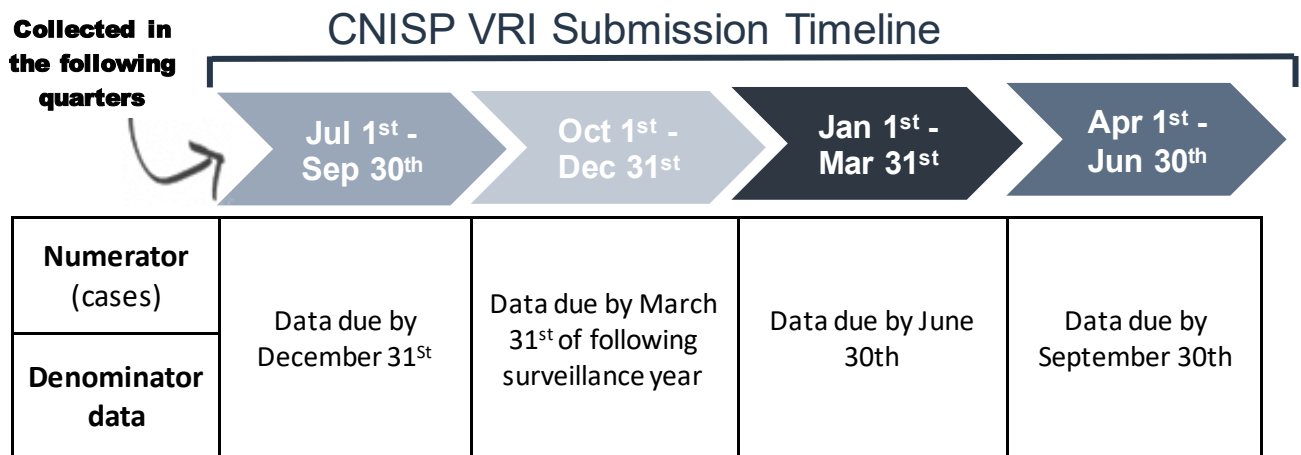 Collected in
the following
quarters
CNISP VRI Submission Timeline
Jul 1st -
Sep 30th
Oct 1st -
Dec 31st
Jan 1st -
Mar 31st
Apr 1st -
Jun 30th
Numerator
(cases)
Denominator
data
Data due by
December 31St
Data due by March
31st of following
surveillance year
Data due by June
30th
Data due by
September 30th